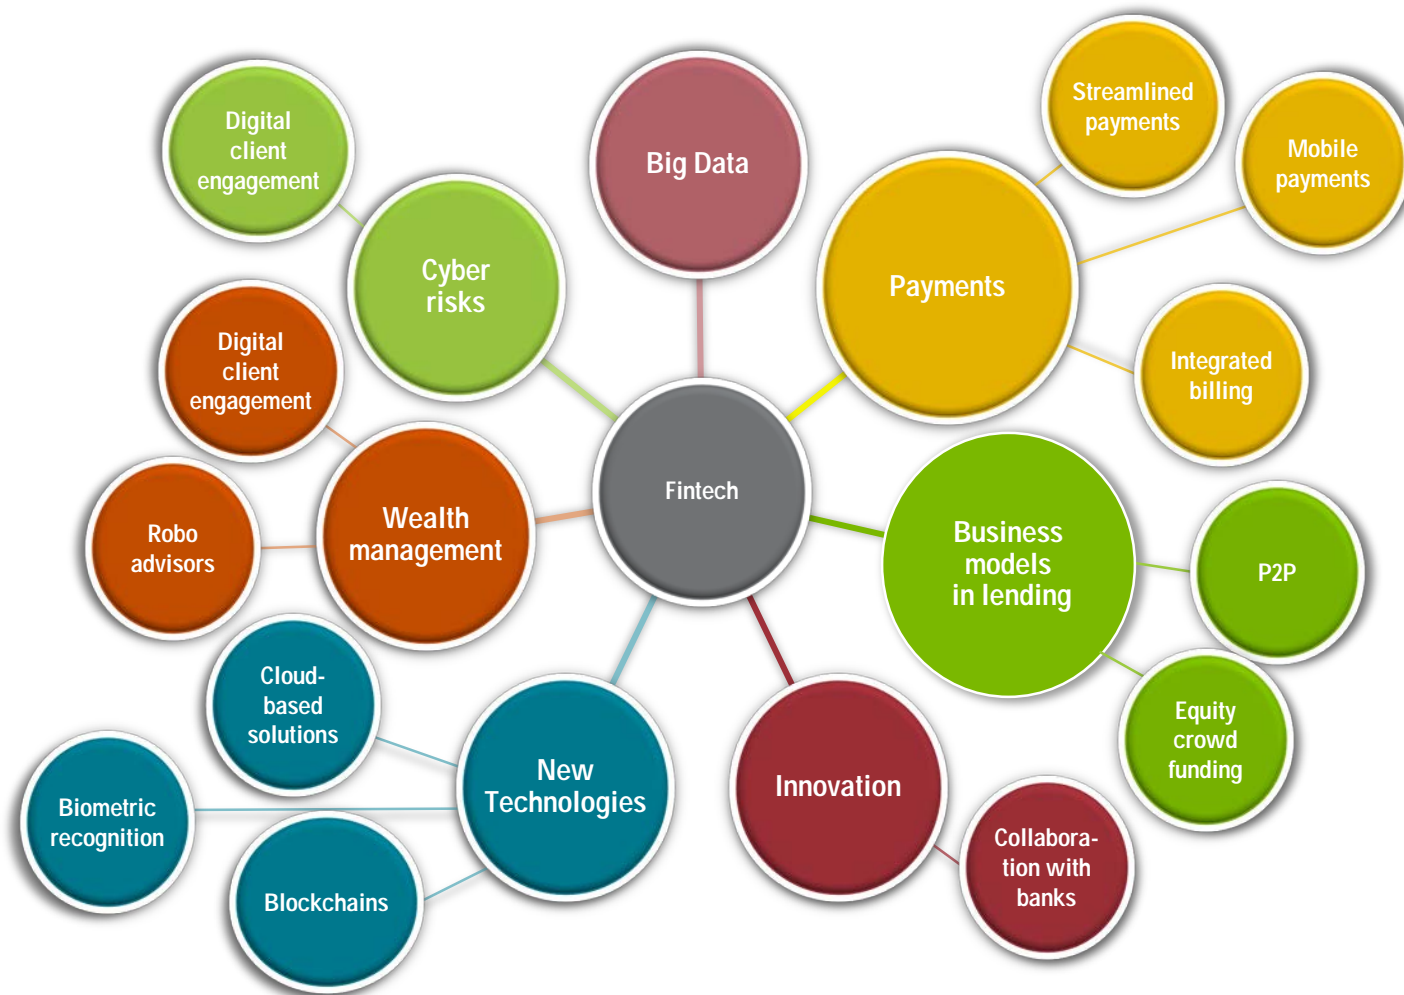 Digital
client
engagement
Big Data
Streamlined
payments
Mobile
payments
Cyber
risks
Payments
Digital
client
engagement
Integrated
billing
Fintech
Wealth
management
Robo
advisors
Business
models
in lending
P2P
Cloud-
based
solutions
Equity
crowd
funding
New
Technologies
Innovation
Biometric
recognition
Collabora-
tion with
banks
Blockchains